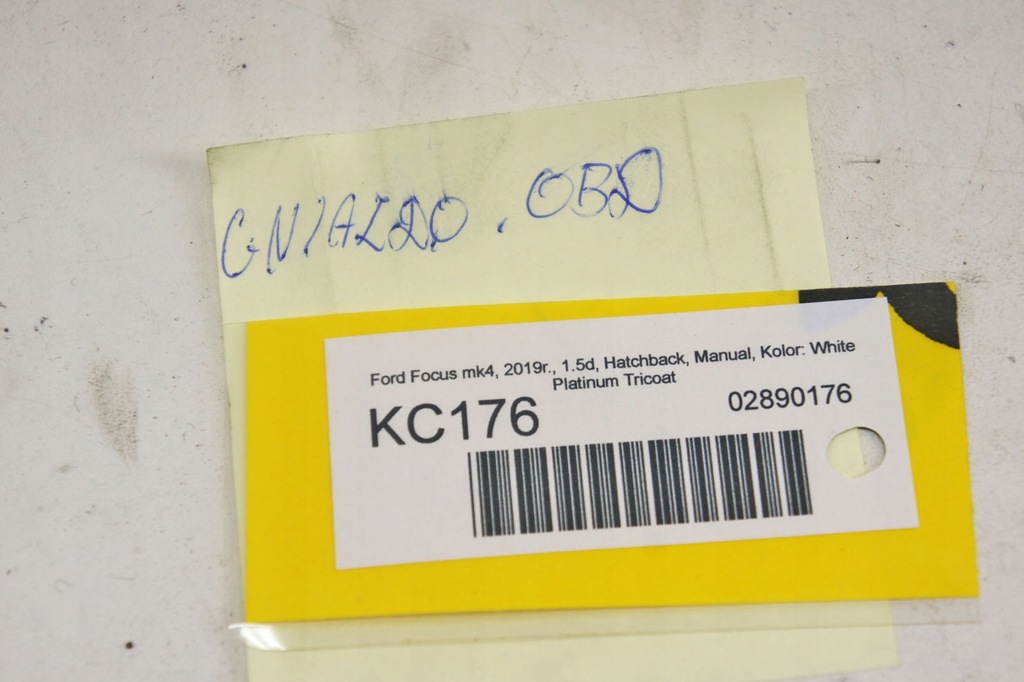 GNIAZDO. OBD
Ford Focus mk4, 2019r., 1.5d, Hatchback, Manual, Kolor: White
Platinum Tricoat
KC176
02890176